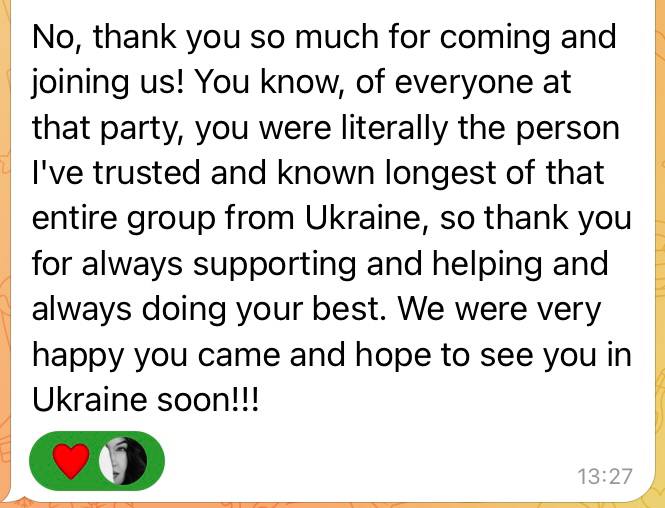 No, thank you so much for coming and
joining us! You know, of everyone at
that party, you were literally the person
I've trusted and known longest of that
entire group from Ukraine, so thank you
for always supporting and helping and
always doing your best. We were very
happy you came and hope to see you in
Ukraine soon!!!
13:27